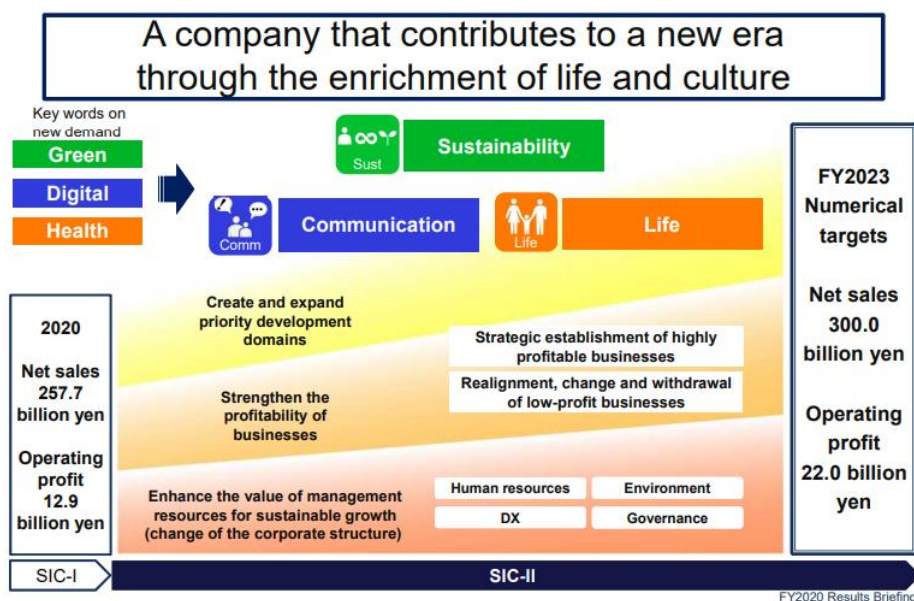 A company that contributes to a new era
through the enrichment of life and culture
Key words on
new demand
Green
Digital
Health
Sust
Sustainability
Comm
Communication
Life
Life
Create and expand
priority development
domains
Strategic establishment of highly
profitable businesses
Realignment, change and withdrawal
of low-profit businesses
Strengthen the
profitability of
businesses
Enhance the value of management
resources for sustainable growth
(change of the corporate structure)
Human resources
Environment
DX
Governance
2020
Net sales
257.7
billion yen
Operating
profit
12.9
billion yen
FY2023
Numerical
targets
Net sales
300.0
billion yen
Operating
profit
22.0 billion
yen
SIC-I
SIC-II
FY2020 Results Briefing